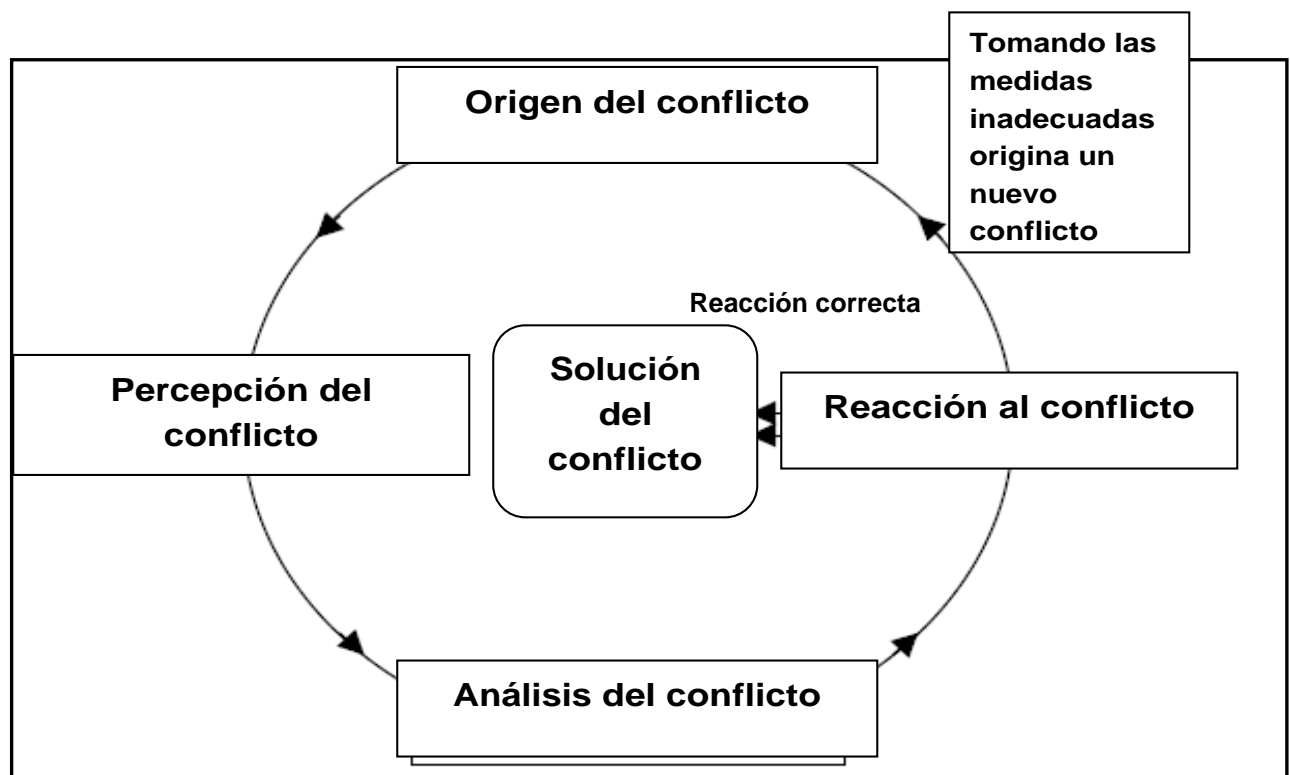 Tomando las
medidas
inadecuadas
origina un
nuevo
conflicto
Origen del conflicto
Reacción correcta
Percepción del
conflicto
Solución
del
conflicto
Reacción al conflicto
Análisis del conflicto